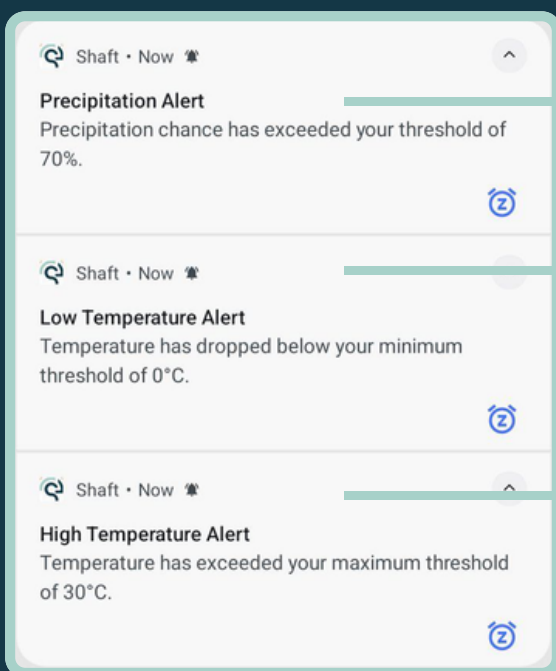 Shaft • Now
Precipitation Alert
Precipitation chance has exceeded your threshold of
70%.
Shaft • Now
Low Temperature Alert
Temperature has dropped below your minimum
threshold of 0°C.
Shaft • Now
High Temperature Alert
Temperature has exceeded your maximum threshold
of 30°C.